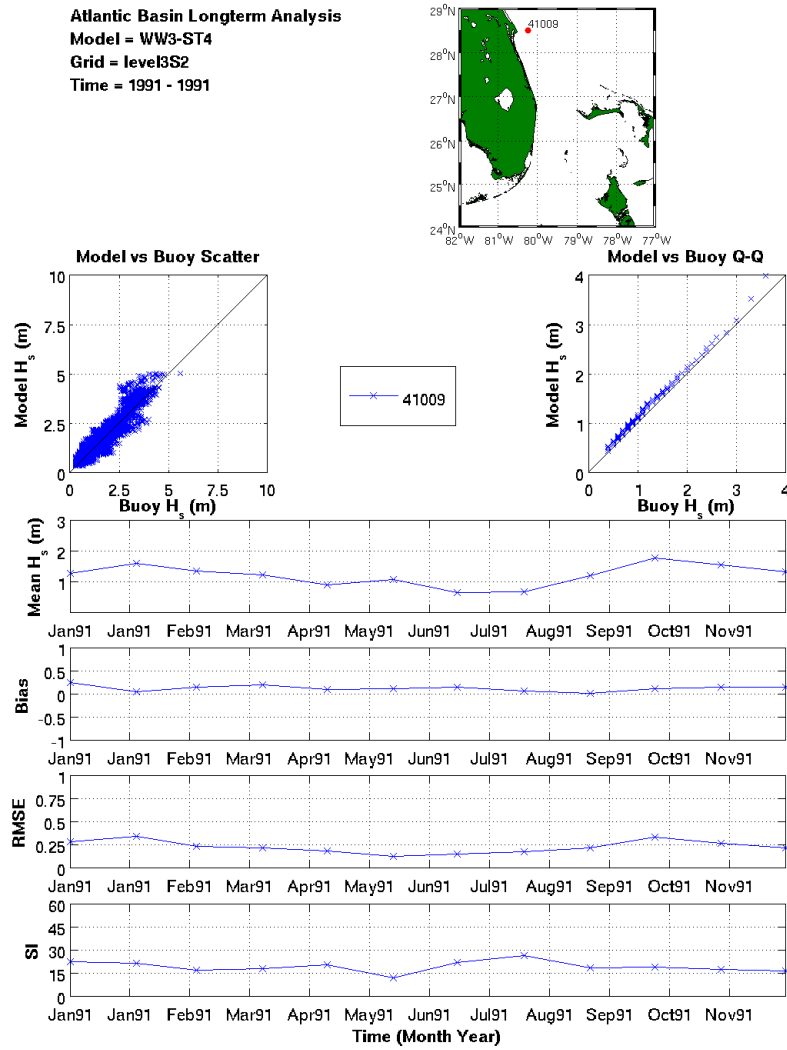 Atlantic Basin Longterm Analysis
Model = WW3-ST4
Grid = level3S2
Time = 1991 - 1991
29°N
28°N
27°N
26°N
25°N
24°N
41009
82°W 81°W 80°W 79°W 78°W 77°W
Model vs Buoy Scatter
Model Hs (m)
10
7.5
5
2.5
0
0 2.5 5 7.5 10
Buoy Hs (m)
41009
Model vs Buoy Q-Q
Model Hs (m)
4
3
2
1
0
0 1 2 3 4
Buoy Hs (m)
Mean Hs (m)
3
2
1
Jan91 Jan91 Feb91 Mar91 Apr91 May91 Jun91 Jul91 Aug91 Sep91 Oct91 Nov91
Bias
1
0.5
0
-0.5
-1
Jan91 Jan91 Feb91 Mar91 Apr91 May91 Jun91 Jul91 Aug91 Sep91 Oct91 Nov91
RMSE
1
0.75
0.5
0.25
0
Jan91 Jan91 Feb91 Mar91 Apr91 May91 Jun91 Jul91 Aug91 Sep91 Oct91 Nov91
SI
60
45
30
15
0
Jan91 Jan91 Feb91 Mar91 Apr91 May91 Jun91 Jul91 Aug91 Sep91 Oct91 Nov91
Time (Month Year)